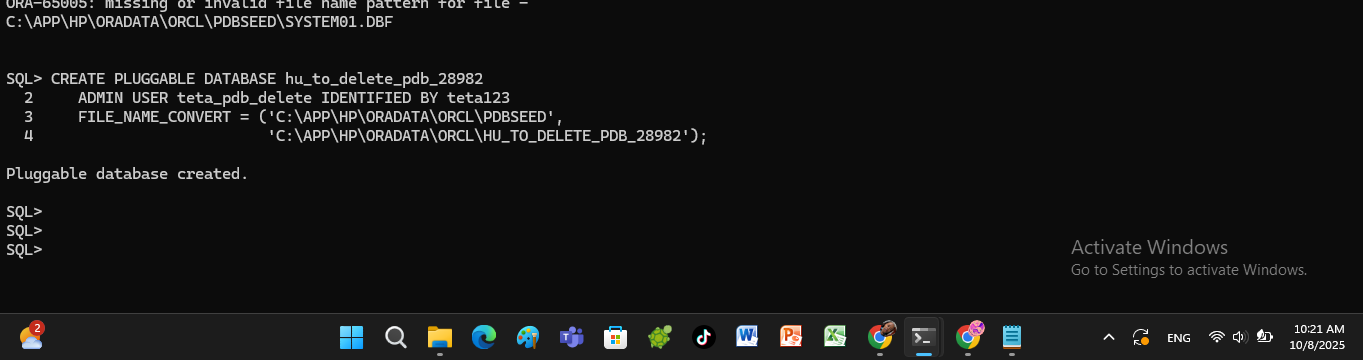 ORA-65005: missing or invalid file name pattern for file -
C:\APP\HP\ORADATA\ORCL\PDBSEED\SYSTEM01.DBF
SQL> CREATE PLUGGABLE DATABASE hu_to_delete_pdb_28982
2 ADMIN USER teta_pdb_delete IDENTIFIED BY teta123
3 FILE_NAME_CONVERT = ('C:\APP\HP\ORADATA\ORCL\PDBSEED',
4 'C:\APP\HP\ORADATA\ORCL\HU_TO_DELETE_PDB_28982');
Pluggable database created.
SQL>
SQL>
SQL>
Activate Windows
Go to Settings to activate Windows.
2
ENG
10:21 AM
10/8/2025